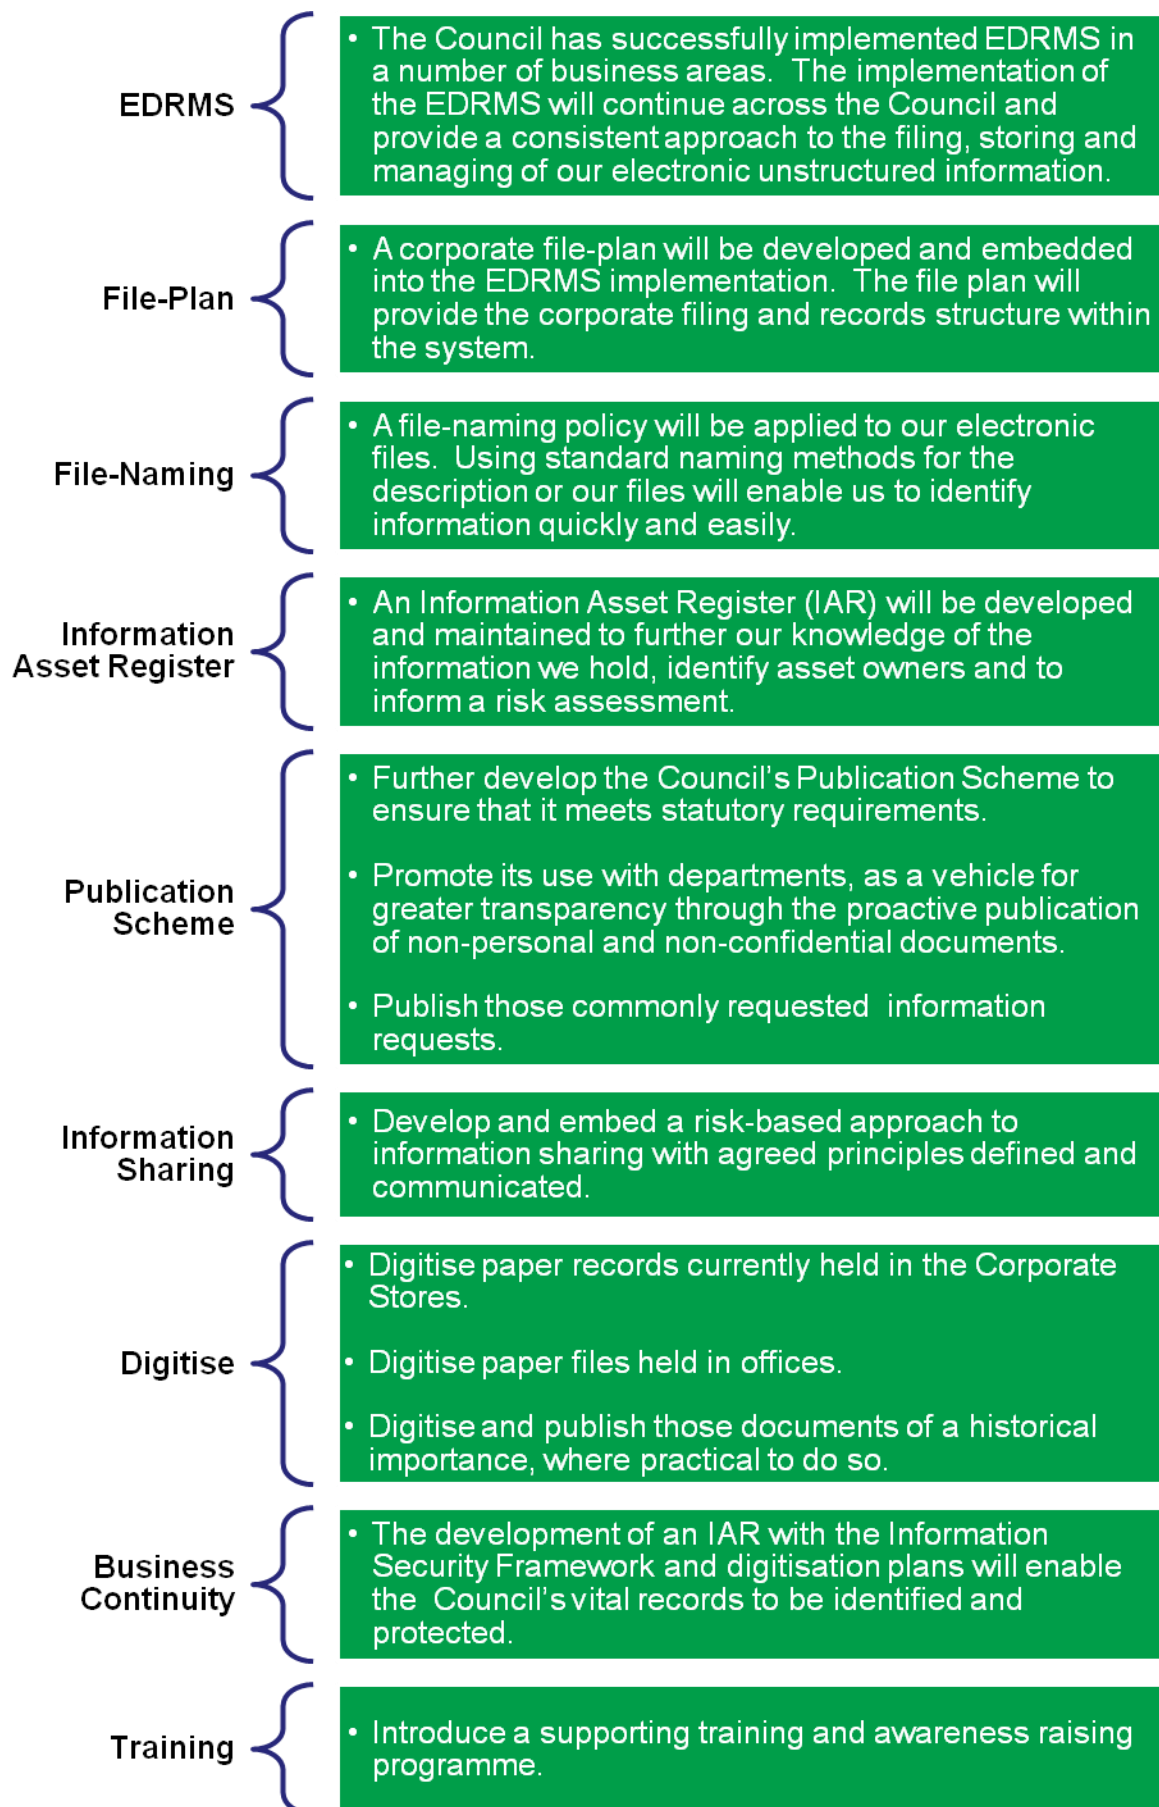 EDRMS
• The Council has successfully implemented EDRMS in
a number of business areas.  The implementation of
the EDRMS will continue across the Council and
provide a consistent approach to the filing, storing and
managing of our electronic unstructured information.
File-Plan
• A corporate file-plan will be developed and embedded
into the EDRMS implementation.  The file plan will
provide the corporate filing and records structure within
the system.
File-Naming
• A file-naming policy will be applied to our electronic
files.  Using standard naming methods for the
description or our files will enable us to identify
information quickly and easily.
Information
Asset Register
• An Information Asset Register (IAR) will be developed
and maintained to further our knowledge of the
information we hold, identify asset owners and to
inform a risk assessment.
Publication
Scheme
• Further develop the Council’s Publication Scheme to
ensure that it meets statutory requirements.
• Promote its use with departments, as a vehicle for
greater transparency through the proactive publication
of non-personal and non-confidential documents.
• Publish those commonly requested  information
requests.
Information
Sharing
• Develop and embed a risk-based approach to
information sharing with agreed principles defined and
communicated.
Digitise
• Digitise paper records currently held in the Corporate
Stores.
• Digitise paper files held in offices.
• Digitise and publish those documents of a historical
importance, where practical to do so.
Business
Continuity
• The development of an IAR with the Information
Security Framework and digitisation plans will enable
the  Council’s vital records to be identified and
protected.
Training
• Introduce a supporting training and awareness raising
programme.